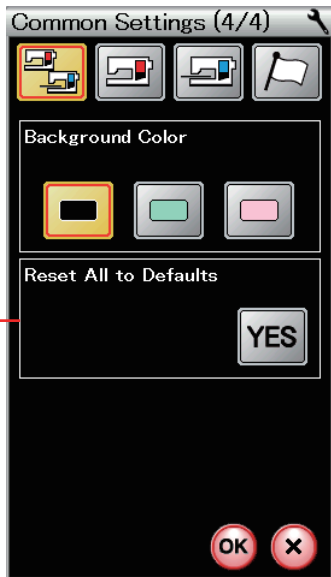 Common Settings (4/4)
Background Color
Reset All to Defaults
YES
OK